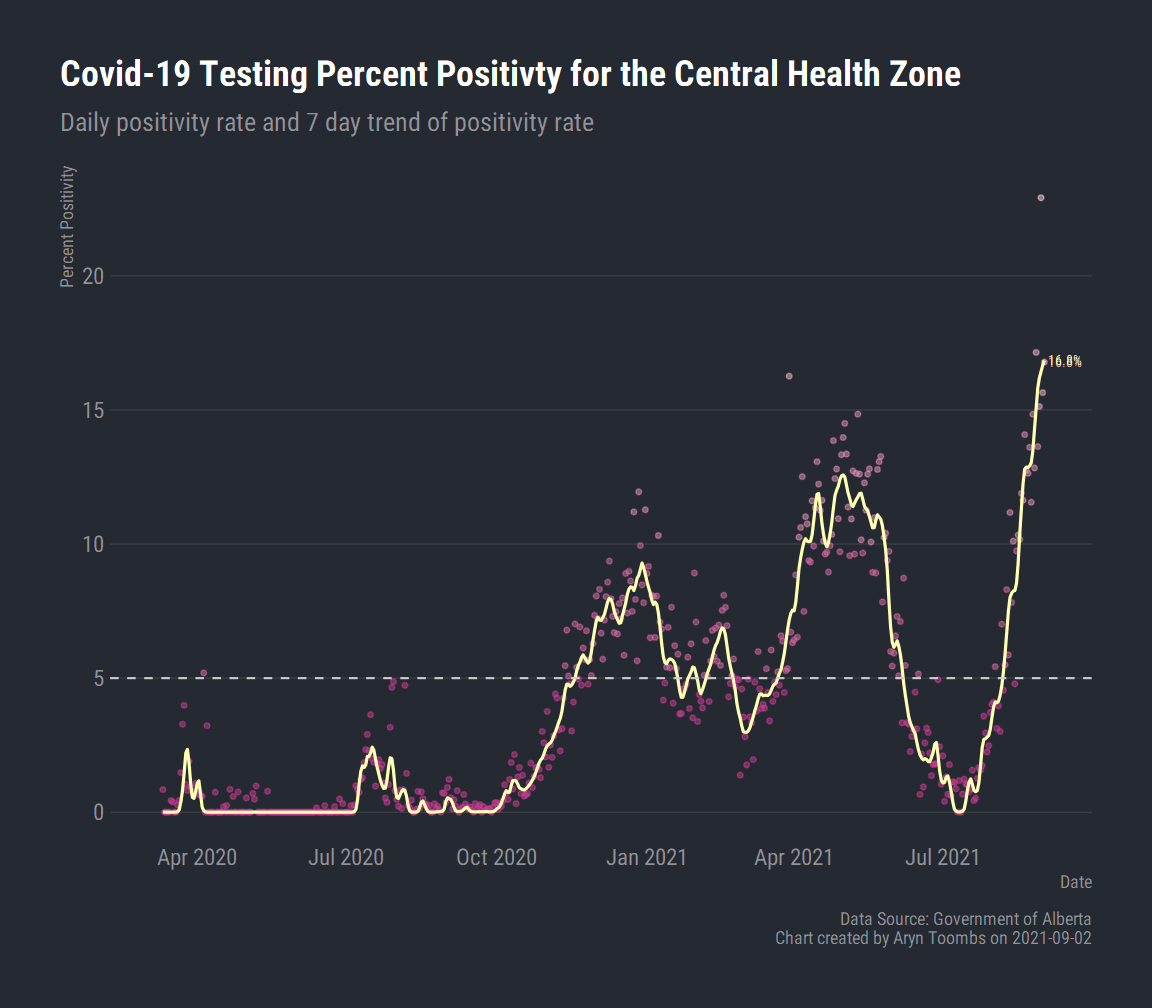 Covid-19 Testing Percent Positivty for the Central Health Zone
Daily positivity rate and 7 day trend of positivity rate
Percent Positivity
20
15
10
5
0
Apr 2020
Jul 2020
Oct 2020
Jan 2021
Apr 2021
Jul 2021
Date
Data Source: Government of Alberta
Chart created by Aryn Toombs on 2021-09-02